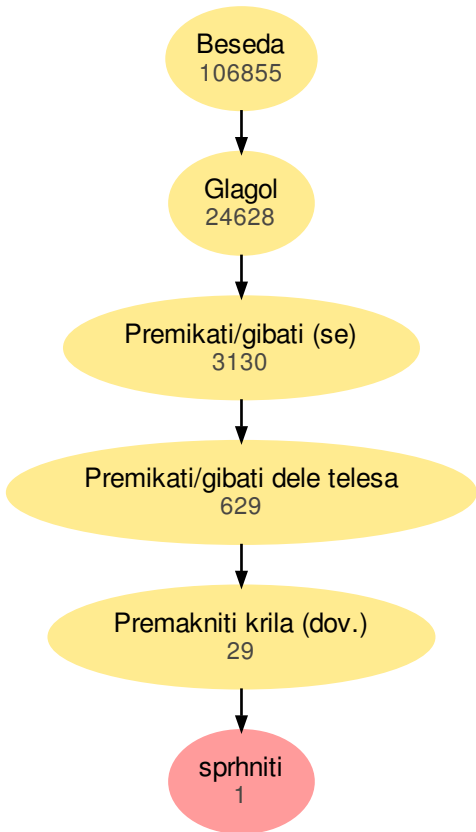 Beseda
106855
Glagol
24628
Premikati/gibati (se)
3130
Premikati/gibati dele telesa
629
Premakniti krila (dov.)
29
sprhniti
1